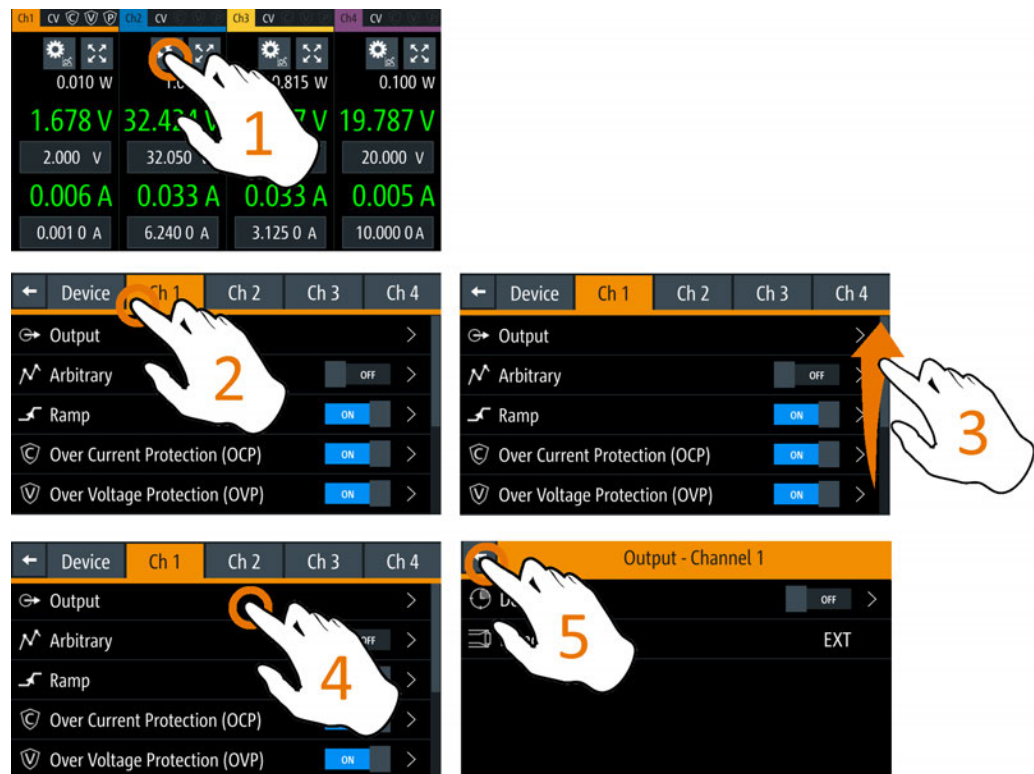 Ch1 CV C V P Ch2 CV Ch3 CV Ch4 CV
0.010 W 0.815 W 0.100 W
1.678 V 32.424 V 7 V 19.787 V
2.000 V 32.050 20.000 V
0.006 A 0.033 A 0.033 A 0.005 A
0.001 0 A 6.240 0 A 3.125 0 A 10.000 0 A
1
Device Ch 1 Ch 2 Ch 3 Ch 4
Output
Arbitrary OFF
Ramp ON
C Over Current Protection (OCP) ON
V Over Voltage Protection (OVP) ON
2
Device Ch 1 Ch 2 Ch 3 Ch 4
Output
Arbitrary OFF
Ramp ON
C Over Current Protection (OCP) ON
V Over Voltage Protection (OVP) ON
3
Device Ch 1 Ch 2 Ch 3 Ch 4
Output
Arbitrary OFF
Ramp
C Over Current Protection (OCP)
V Over Voltage Protection (OVP) ON
4
Output - Channel 1
OFF
EXT
5